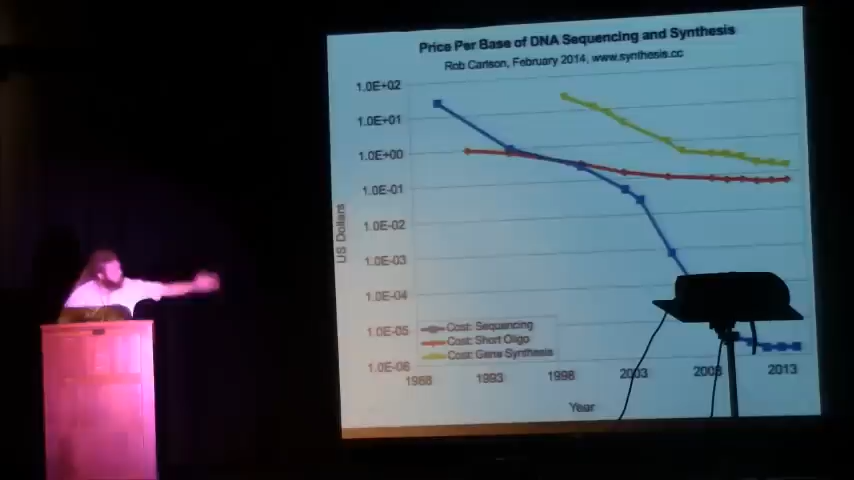 Price Per Base of DNA Sequencing and Synthesis
Rob Carlson, February 2014, www.synthesis.cc
1.0E+02
1.0E+01
1.0E+00
1.0E-01
1.0E-02
1.0E-03
1.0E-04
1.0E-05
1.0E-06
US Dollars
Cost: Sequencing
Cost: Short Oligo
Cost: Gene Synthesis
1988 1993 1998 2003 2008 2013
Year